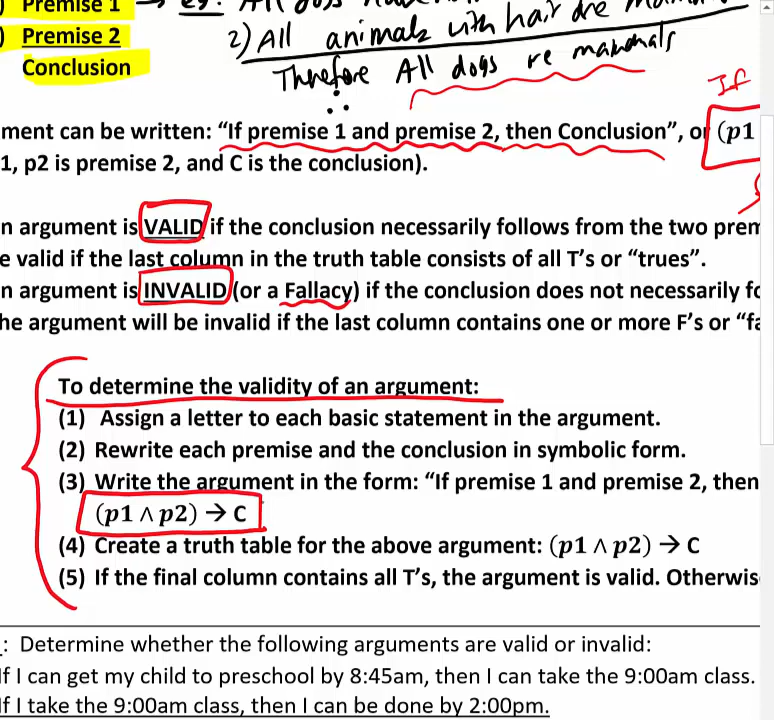 Premise 1 → eg: All dogs have
Premise 2 2) All animals with hair are
Conclusion Therefore All dogs re mammals
∴ If
ment can be written: “If premise 1 and premise 2, then Conclusion”, or (p1
1, p2 is premise 2, and C is the conclusion).
n argument is VALID if the conclusion necessarily follows from the two prem
e valid if the last column in the truth table consists of all T’s or “trues”.
n argument is INVALID (or a Fallacy) if the conclusion does not necessarily fo
he argument will be invalid if the last column contains one or more F’s or “fa
To determine the validity of an argument:
(1) Assign a letter to each basic statement in the argument.
(2) Rewrite each premise and the conclusion in symbolic form.
(3) Write the argument in the form: “If premise 1 and premise 2, then
(p1 ∧ p2) → C
(4) Create a truth table for the above argument: (p1 ∧ p2) → C
(5) If the final column contains all T’s, the argument is valid. Otherwis
: Determine whether the following arguments are valid or invalid:
If I can get my child to preschool by 8:45am, then I can take the 9:00am class.
If I take the 9:00am class, then I can be done by 2:00pm.